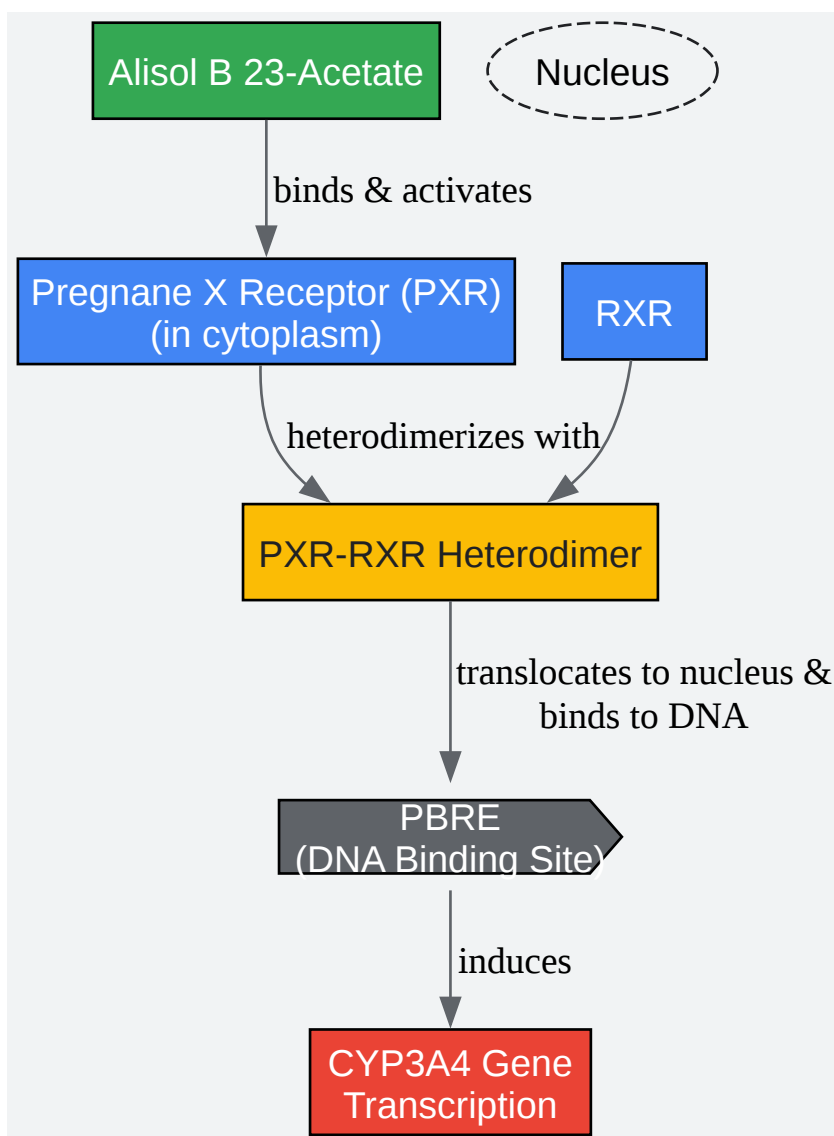 Alisol B 23-Acetate
Nucleus
binds & activates
Pregnane X Receptor (PXR)
(in cytoplasm)
RXR
heterodimerizes with
PXR-RXR Heterodimer
translocates to nucleus &
binds to DNA
PBRE
(DNA Binding Site)
induces
CYP3A4 Gene
Transcription